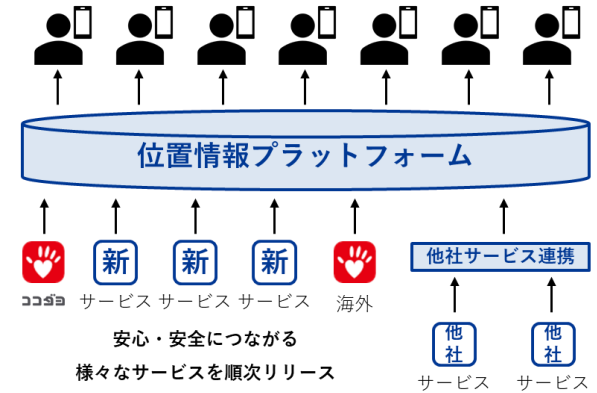 位置情報プラットフォーム
新
新
新
他社サービス連携
ココダヨ
サービス
サービス
サービス
海外
安心・安全につながる
様々なサービスを順次リリース
他社
他社
サービス
サービス